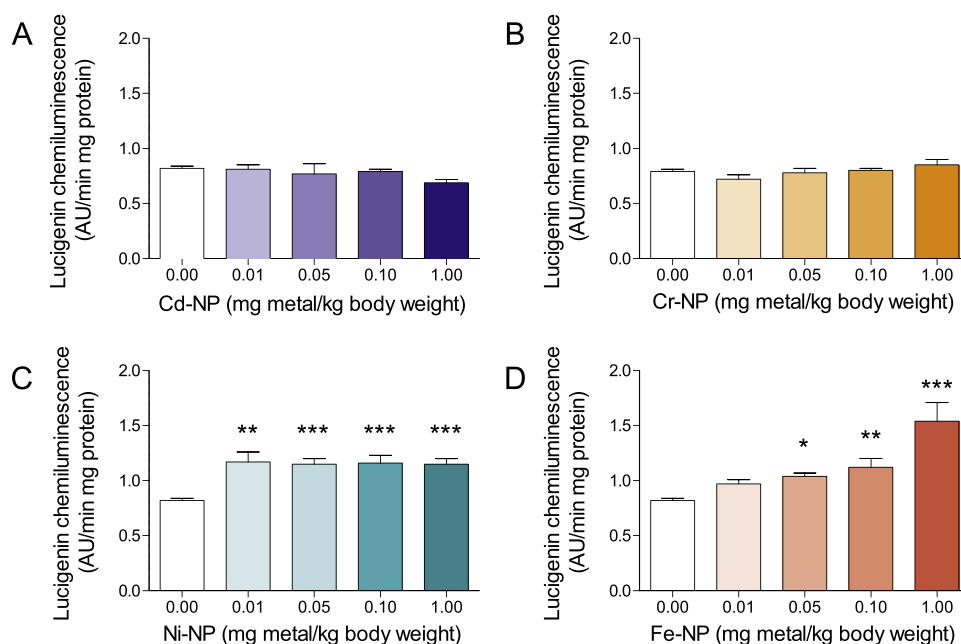 A
Lucigenin chemiluminescence
(AU/min mg protein)
2.0
1.5
1.0
0.5
0.0
0.00 0.01 0.05 0.10 1.00
Cd-NP (mg metal/kg body weight)
B
Lucigenin chemiluminescence
(AU/min mg protein)
2.0
1.5
1.0
0.5
0.0
0.00 0.01 0.05 0.10 1.00
Cr-NP (mg metal/kg body weight)
C
Lucigenin chemiluminescence
(AU/min mg protein)
2.0
1.5
1.0
0.5
0.0
** *** *** ***
0.00 0.01 0.05 0.10 1.00
Ni-NP (mg metal/kg body weight)
D
Lucigenin chemiluminescence
(AU/min mg protein)
2.0
1.5
1.0
0.5
0.0
***
**
*
0.00 0.01 0.05 0.10 1.00
Fe-NP (mg metal/kg body weight)